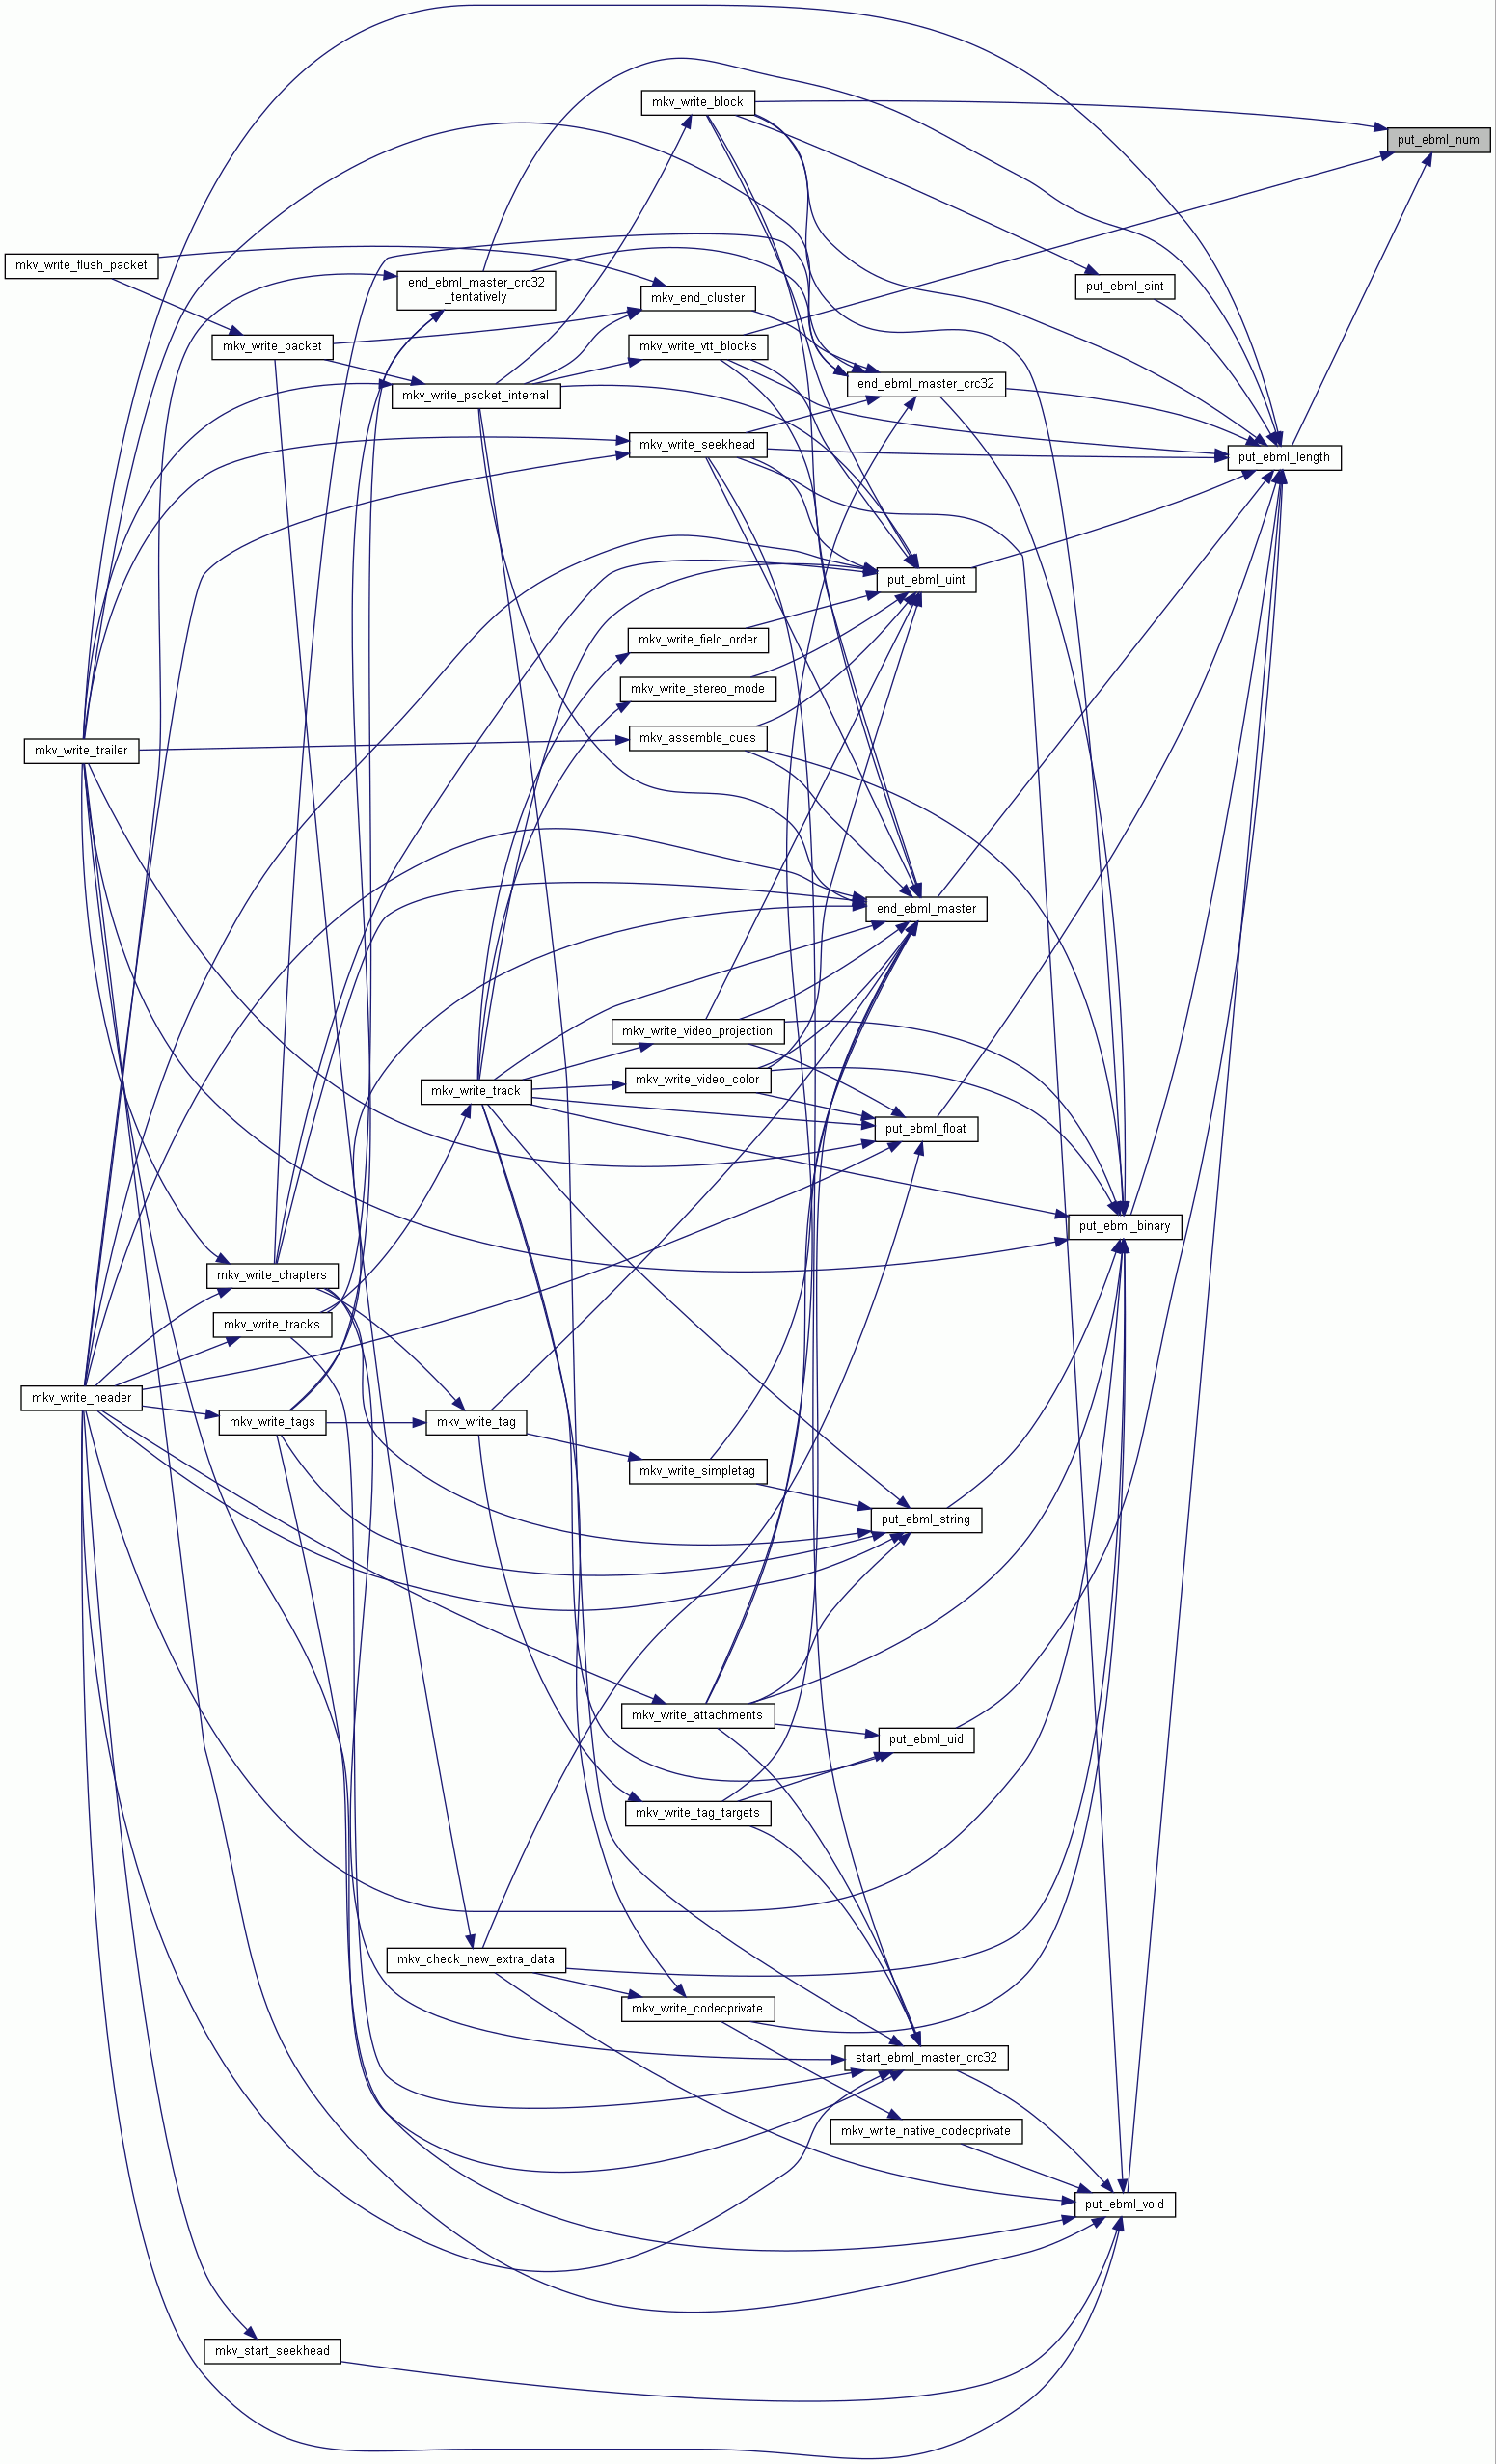 mkv_write_block
put_ebml_num
mkv_write_flush_packet
end_ebml_master_crc32
_tentatively
put_ebml_sint
mkv_end_cluster
mkv_write_packet
mkv_write_vtt_blocks
end_ebml_master_crc32
mkv_write_packet_internal
mkv_write_seekhead
put_ebml_length
put_ebml_uint
mkv_write_field_order
mkv_write_stereo_mode
mkv_assemble_cues
mkv_write_trailer
end_ebml_master
mkv_write_video_projection
mkv_write_video_color
mkv_write_track
put_ebml_float
put_ebml_binary
mkv_write_chapters
mkv_write_tracks
mkv_write_header
mkv_write_tags
mkv_write_tag
mkv_write_simpletag
put_ebml_string
mkv_write_attachments
put_ebml_uid
mkv_write_tag_targets
mkv_check_new_extra_data
mkv_write_codecprivate
start_ebml_master_crc32
mkv_write_native_codecprivate
put_ebml_void
mkv_start_seekhead